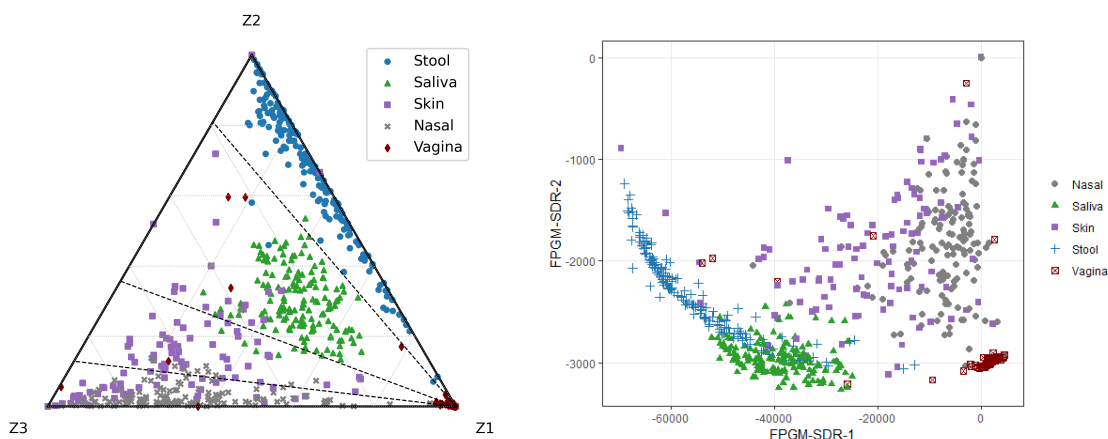 Z2
Stool
Saliva
Skin
Nasal
Vagina
Z3
Z1
0
-1000
-2000
-3000
FPGM-SDR-2
-60000
-40000
-20000
0
FPGM-SDR-1
Nasal
Saliva
Skin
Stool
Vagina